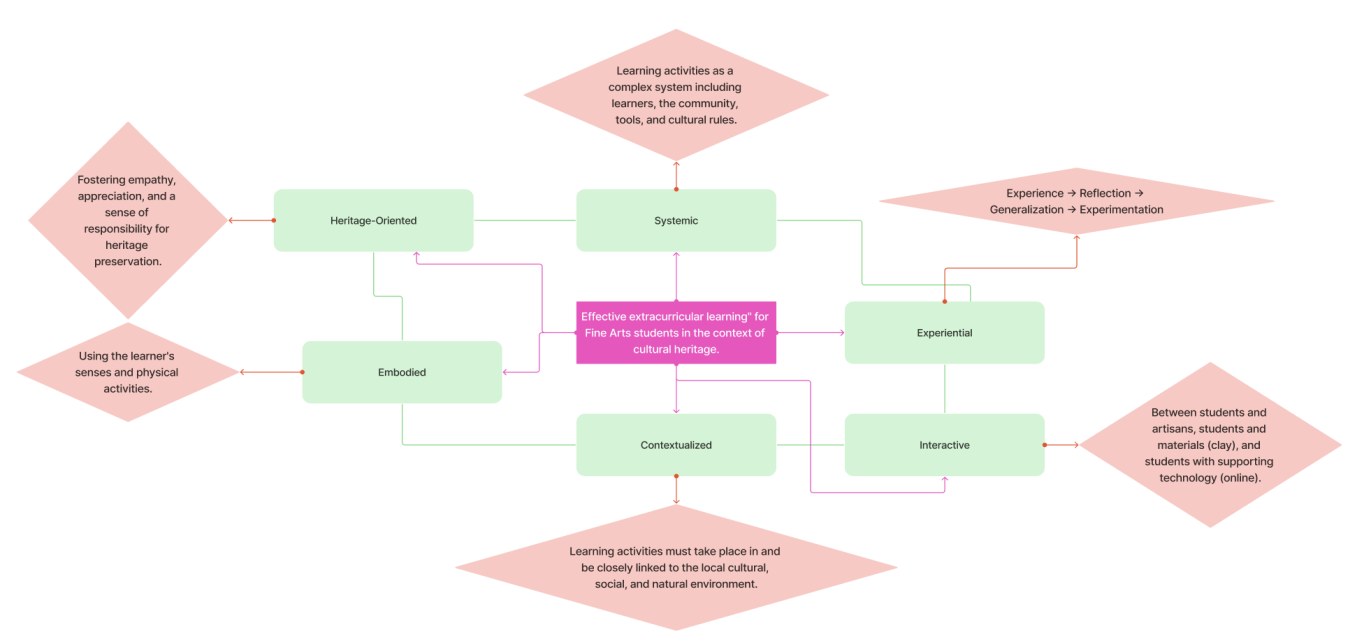 Learning activities as a
complex system including
learners, the community,
tools, and cultural rules.
Fostering empathy,
appreciation, and a
sense of
responsibility for
heritage
preservation.
Heritage-Oriented
Systemic
Experience → Reflection →
Generalization → Experimentation
Effective extracurricular learning" for
Fine Arts students in the context of
cultural heritage.
Experiential
Using the learner's
senses and physical
activities.
Embodied
Contextualized
Interactive
Between students and
artisans, students and
materials (clay), and
students with supporting
technology (online).
Learning activities must take place in and
be closely linked to the local cultural,
social, and natural environment.